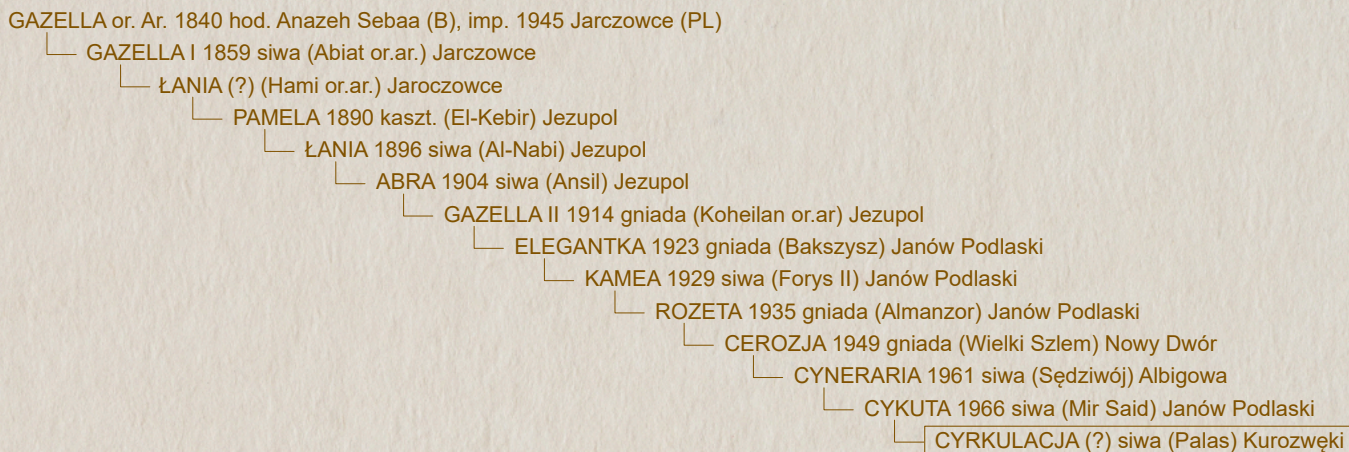 GAZELLA or. Ar. 1840 hod. Anazeh Sebaa (B), imp. 1945 Jarczowce (PL)
GAZELLA I 1859 siwa (Abiat or.ar.) Jarczowce
ŁANIA (?) (Hami or.ar.) Jaroczowce
PAMELA 1890 kaszt. (El-Kebir) Jezupol
ŁANIA 1896 siwa (Al-Nabi) Jezupol
ABRA 1904 siwa (Ansil) Jezupol
GAZELLA II 1914 gniada (Koheilan or.ar) Jezupol
ELEGANTKA 1923 gniada (Bakszysz) Janów Podlaski
KAMEA 1929 siwa (Forys II) Janów Podlaski
ROZETA 1935 gniada (Almanzor) Janów Podlaski
CEROZJA 1949 gniada (Wielki Szlem) Nowy Dwór
CYNERARIA 1961 siwa (Sędziwój) Albigowa
CYKUTA 1966 siwa (Mir Said) Janów Podlaski
CYRKULACJA (?) siwa (Palas) Kurozwęki